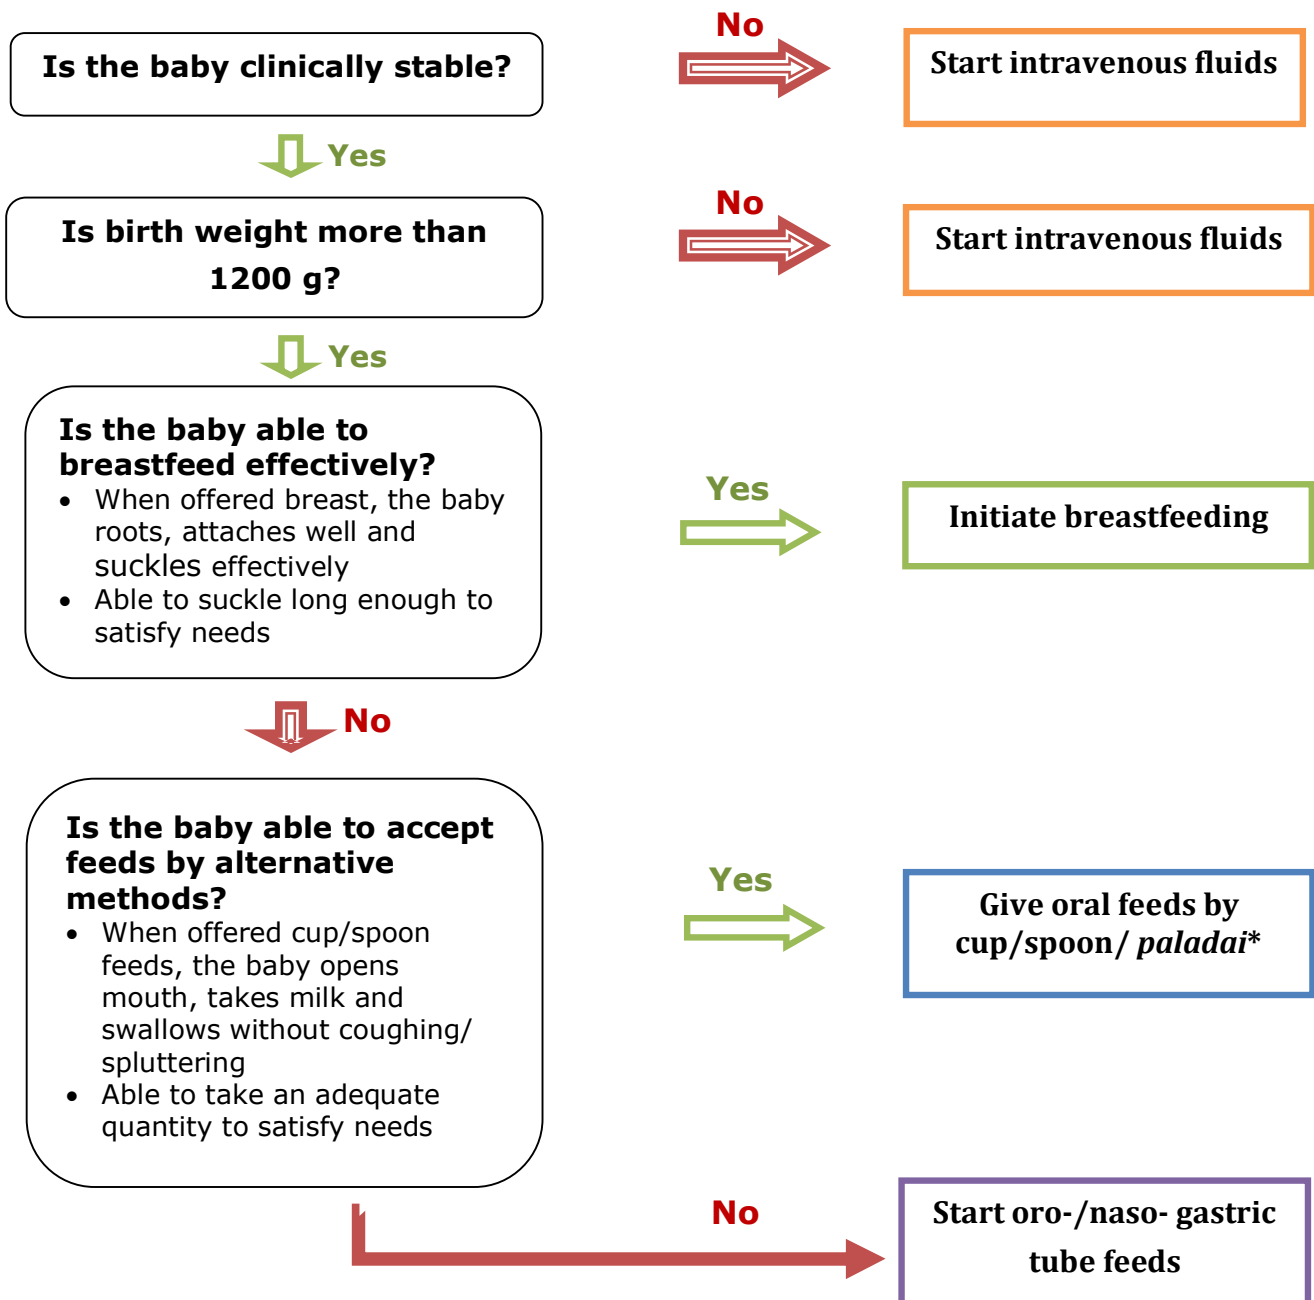 Is the baby clinically stable?
No
Start intravenous fluids
Yes
Is birth weight more than
1200 g?
No
Start intravenous fluids
Yes
Is the baby able to
breastfeed effectively?
• When offered breast, the baby
roots, attaches well and
suckles effectively
• Able to suckle long enough to
satisfy needs
Yes
Initiate breastfeeding
No
Is the baby able to accept
feeds by alternative
methods?
• When offered cup/spoon
feeds, the baby opens
mouth, takes milk and
swallows without coughing/
spluttering
• Able to take an adequate
quantity to satisfy needs
Yes
Give oral feeds by
cup/spoon/ paladai*
No
Start oro-/naso- gastric
tube feeds